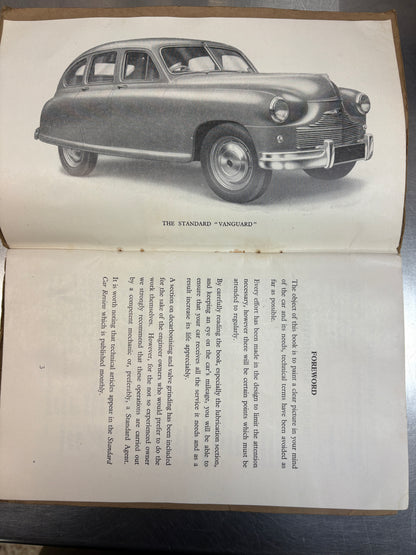 THE STANDARD "VANGUARD"
FOREWORD
The object of this book is to paint a clear picture in your mind
of the car and its needs, technical terms have been avoided as
far as possible.
Every effort has been made in the design to limit the attention
necessary, however there will be certain points which must be
attended to regularly.
By carefully reading the book, especially the lubrication section,
and keeping an eye on the car's mileage, you will be able to
ensure that your car receives all the service it needs and as a
result increase its life appreciably.
A section on decarbonising and valve grinding has been included
for the sake of the engineer owners who would prefer to do the
work themselves. However, for the not so experienced owner
we strongly recommend that these operations are carried out
by a competent mechanic or, preferably, a Standard Agent.
It is worth noting that technical articles appear in the Standard
Car Review which is published monthly.
3